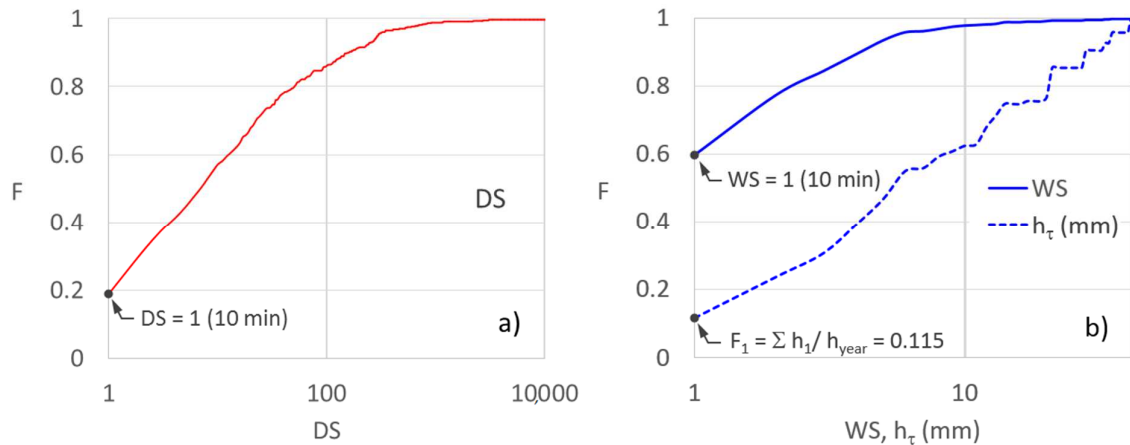 1
0.8
0.6
F
0.4
0.2
0
DS
DS = 1 (10 min)
a)
1
100
10,000
DS
1
0.8
0.6
F
0.4
0.2
0
WS = 1 (10 min)
WS
hτ (mm)
F1 = Σ h1/ hyear = 0.115
b)
1
10
WS, hτ (mm)